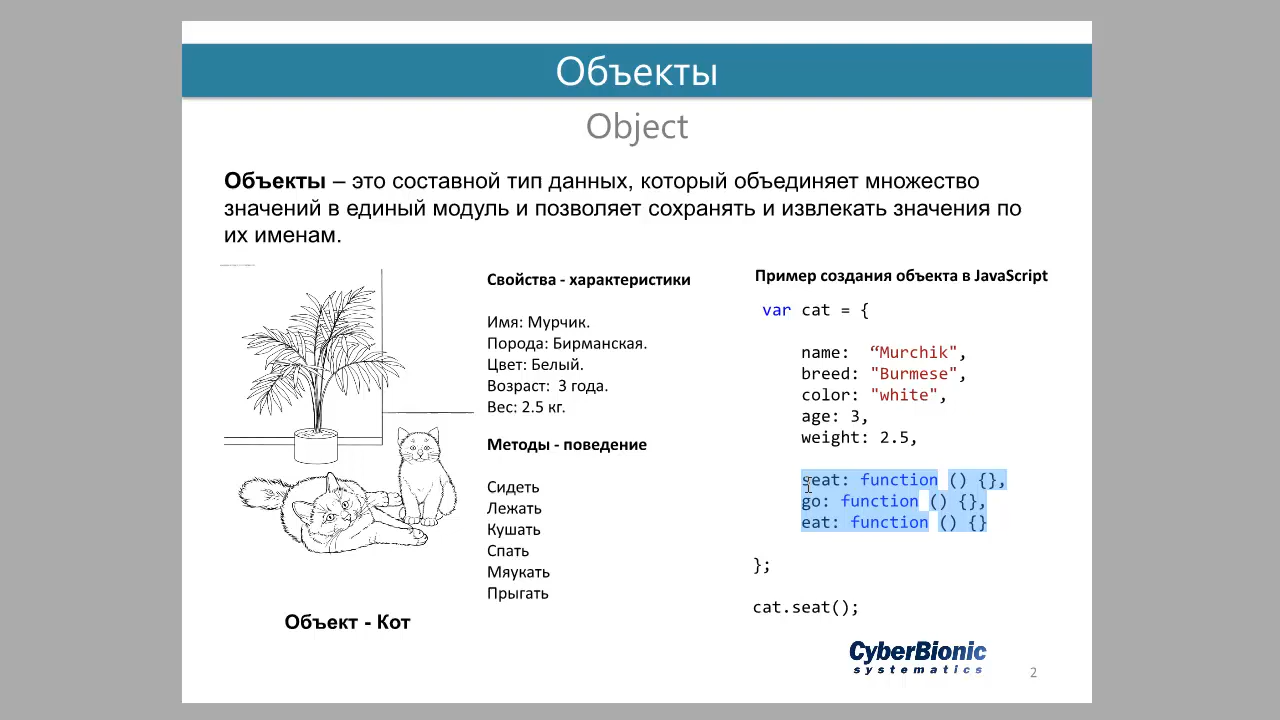 Объекты
Object
Объекты – это составной тип данных, который объединяет множество
значений в единый модуль и позволяет сохранять и извлекать значения по
их именам.
Свойства - характеристики
Имя: Мурчик.
Порода: Бирманская.
Цвет: Белый.
Возраст:  3 года.
Вес: 2.5 кг.
Методы - поведение
Сидеть
Лежать
Кушать
Спать
Мяукать
Прыгать
Объект - Кот
Пример создания объекта в JavaScript
var cat = {
name:  “Murchik",
breed: "Burmese",
color: "white",
age: 3,
weight: 2.5,
seat: function () {},
go: function () {},
eat: function () {}
};
cat.seat();
CyberBionic
systematics
2